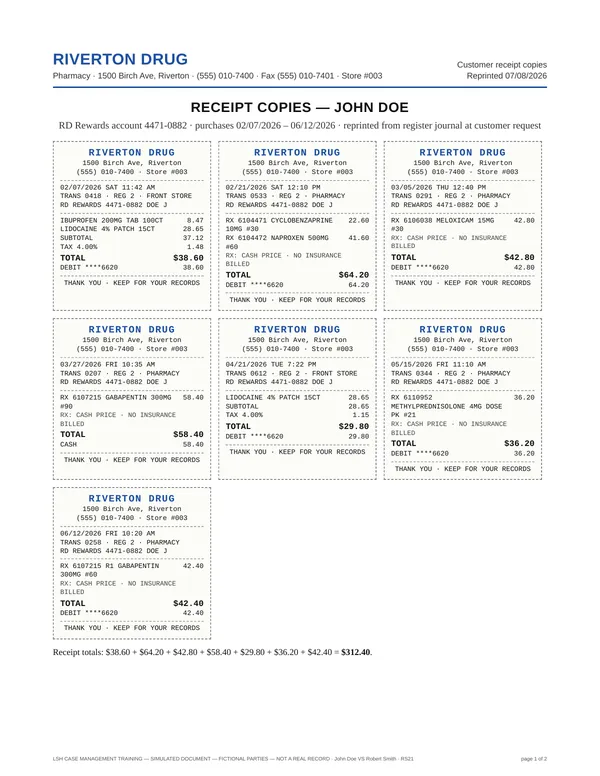 RIVERTON DRUG
Pharmacy · 1500 Birch Ave, Riverton · (555) 010-7400 · Fax (555) 010-7401 · Store #003
Customer receipt copies
Reprinted 07/08/2026
RECEIPT COPIES — JOHN DOE
RD Rewards account 4471-0882 · purchases 02/07/2026 – 06/12/2026 · reprinted from register journal at customer request
RIVERTON DRUG
1500 Birch Ave, Riverton
(555) 010-7400 · Store #003
02/07/2026 SAT 11:42 AM
TRANS 0418 · REG 2 · FRONT STORE
RD REWARDS 4471-0882 DOE J
IBUPROFEN 200MG TAB 100CT 8.47
LIDOCAINE 4% PATCH 15CT 28.65
SUBTOTAL 37.12
TAX 4.00% 1.48
TOTAL $38.60
DEBIT ****6620 38.60
THANK YOU · KEEP FOR YOUR RECORDS
RIVERTON DRUG
1500 Birch Ave, Riverton
(555) 010-7400 · Store #003
02/21/2026 SAT 12:10 PM
TRANS 0533 · REG 2 · PHARMACY
RD REWARDS 4471-0882 DOE J
RX 6104471 CYCLOBENZAPRINE 22.60
10MG #30
RX 6104472 NAPROXEN 500MG 41.60
#60
RX: CASH PRICE - NO INSURANCE
BILLED
TOTAL $64.20
DEBIT ****6620 64.20
THANK YOU · KEEP FOR YOUR RECORDS
RIVERTON DRUG
1500 Birch Ave, Riverton
(555) 010-7400 · Store #003
03/05/2026 THU 12:40 PM
TRANS 0291 · REG 2 · PHARMACY
RD REWARDS 4471-0882 DOE J
RX 6106038 MELOXICAM 15MG 42.80
#30
RX: CASH PRICE - NO INSURANCE
BILLED
TOTAL $42.80
DEBIT ****6620 42.80
THANK YOU · KEEP FOR YOUR RECORDS
RIVERTON DRUG
1500 Birch Ave, Riverton
(555) 010-7400 · Store #003
03/27/2026 FRI 10:35 AM
TRANS 0207 · REG 2 · PHARMACY
RD REWARDS 4471-0882 DOE J
RX 6107215 GABAPENTIN 300MG 58.40
#90
RX: CASH PRICE - NO INSURANCE
BILLED
TOTAL $58.40
CASH 58.40
THANK YOU · KEEP FOR YOUR RECORDS
RIVERTON DRUG
1500 Birch Ave, Riverton
(555) 010-7400 · Store #003
04/21/2026 TUE 7:22 PM
TRANS 0612 · REG 2 · FRONT STORE
RD REWARDS 4471-0882 DOE J
LIDOCAINE 4% PATCH 15CT 28.65
SUBTOTAL 28.65
TAX 4.00% 1.15
TOTAL $29.80
DEBIT ****6620 29.80
THANK YOU · KEEP FOR YOUR RECORDS
RIVERTON DRUG
1500 Birch Ave, Riverton
(555) 010-7400 · Store #003
05/15/2026 FRI 11:10 AM
TRANS 0344 · REG 2 · PHARMACY
RD REWARDS 4471-0882 DOE J
RX 6110952 36.20
METHYLPREDNISOLONE 4MG DOSE
PK #21
RX: CASH PRICE - NO INSURANCE
BILLED
TOTAL $36.20
DEBIT ****6620 36.20
THANK YOU · KEEP FOR YOUR RECORDS
RIVERTON DRUG
1500 Birch Ave, Riverton
(555) 010-7400 · Store #003
06/12/2026 FRI 10:20 AM
TRANS 0258 · REG 2 · PHARMACY
RD REWARDS 4471-0882 DOE J
RX 6107215 R1 GABAPENTIN 42.40
300MG #60
RX: CASH PRICE - NO INSURANCE
BILLED
TOTAL $42.40
DEBIT ****6620 42.40
THANK YOU · KEEP FOR YOUR RECORDS
Receipt totals: $38.60 + $64.20 + $42.80 + $58.40 + $29.80 + $36.20 + $42.40 = $312.40.
LSH CASE MANAGEMENT TRAINING — SIMULATED DOCUMENT — FICTIONAL PARTIES — NOT A REAL RECORD · John Doe VS Robert Smith · RS21
page 1 of 2